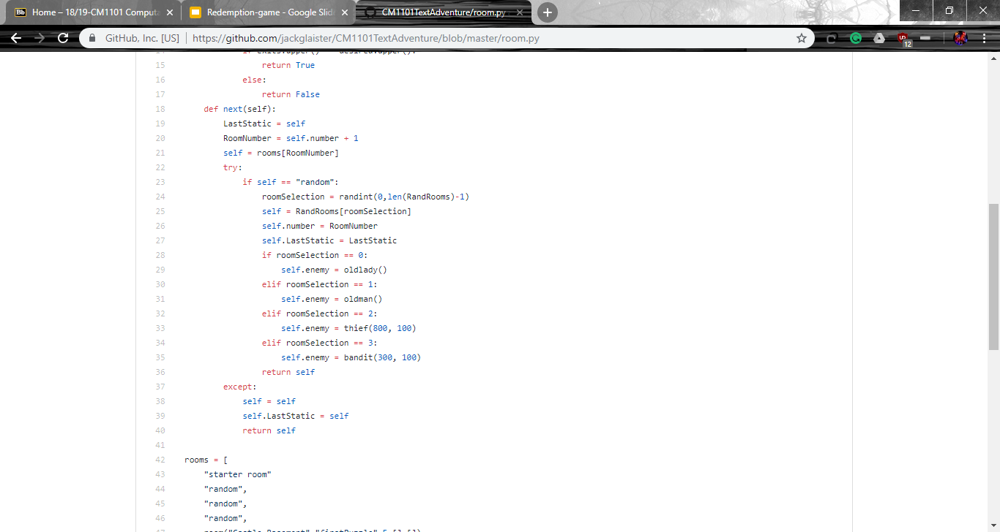 Bb Home – 18/19-CM1101 Computa
Redemption-game - Google Slid
CM1101TextAdventure/room.py
GitHub, Inc. [US] https://github.com/jackglaister/CM1101TextAdventure/blob/master/room.py
12
15 return True
16 else:
17 return False
18 def next(self):
19 LastStatic = self
20 RoomNumber = self.number + 1
21 self = rooms[RoomNumber]
22 try:
23 if self == "random":
24 roomSelection = randint(0,len(RandRooms)-1)
25 self = RandRooms[roomSelection]
26 self.number = RoomNumber
27 self.LastStatic = LastStatic
28 if roomSelection == 0:
29 self.enemy = oldlady()
30 elif roomSelection == 1:
31 self.enemy = oldman()
32 elif roomSelection == 2:
33 self.enemy = thief(800, 100)
34 elif roomSelection == 3:
35 self.enemy = bandit(300, 100)
36 return self
37 except:
38 self = self
39 self.LastStatic = self
40 return self
41
42 rooms = [
43 "starter room"
44 "random",
45 "random",
46 "random",